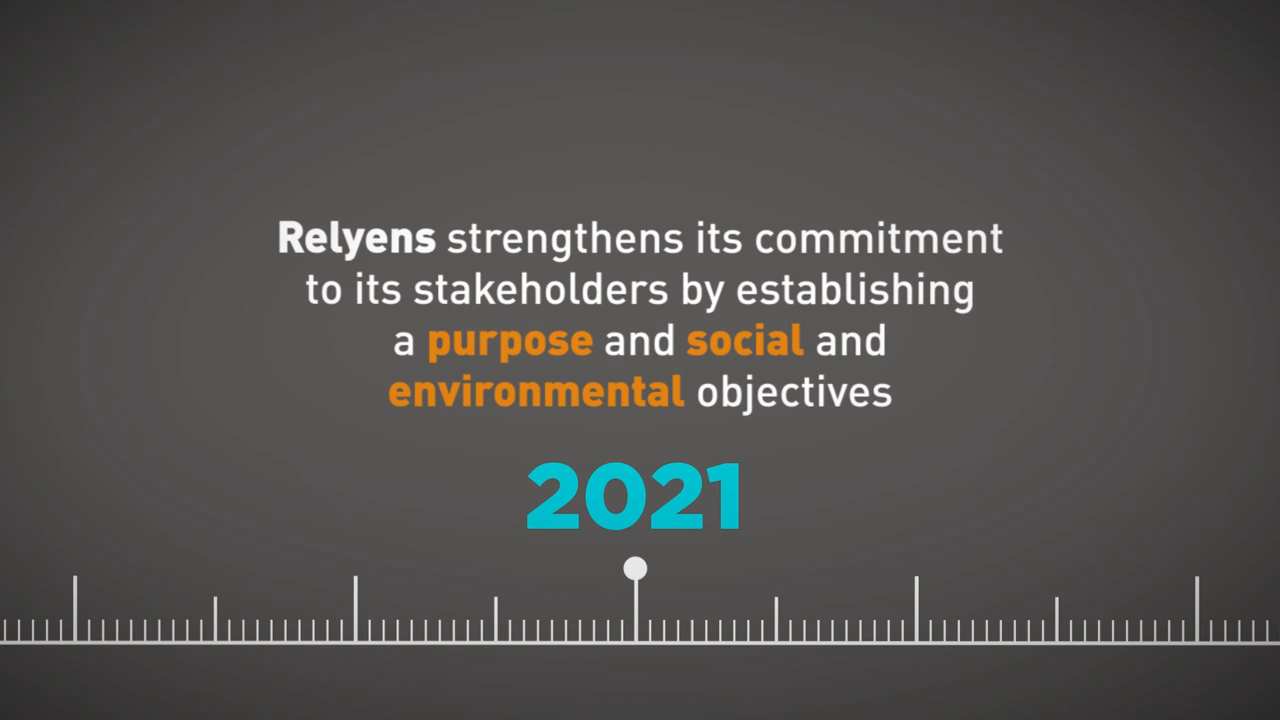 Relyens strengthens its commitment
to its stakeholders by establishing
a purpose and social and
environmental objectives
2021